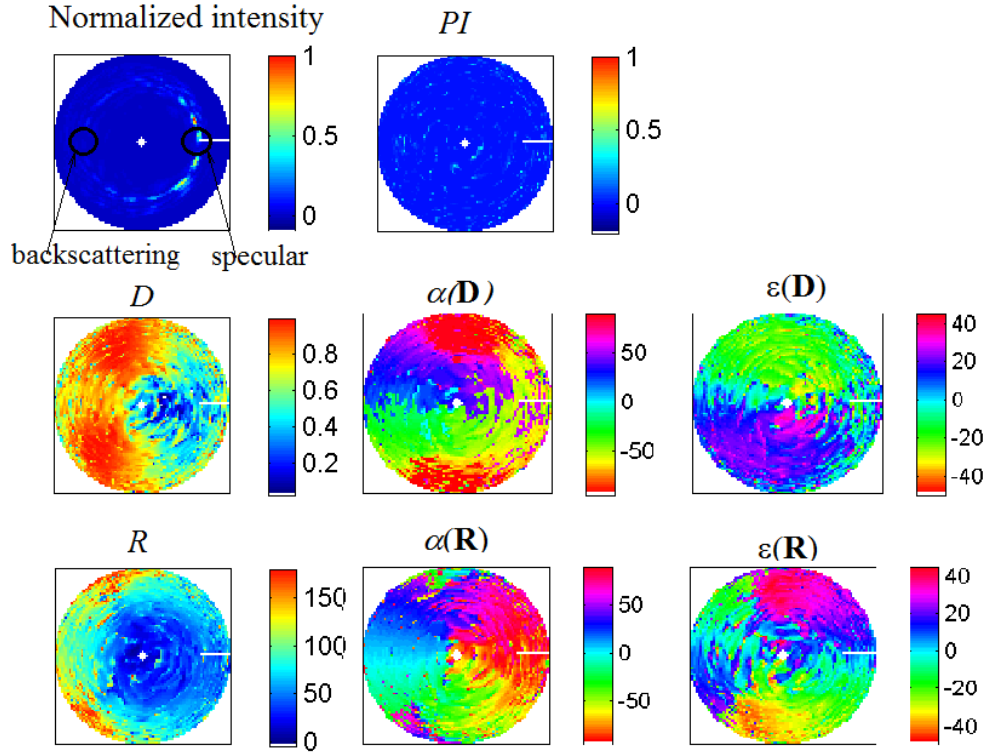 Normalized intensity PI
1 1
0.5 0.5
0 0
backscattering specular
D α(D) ε(D)
0.8 0.6 0.4 0.2
50 0 -50
40 20 0 -20 -40
R α(R) ε(R)
150 100 50 0
50 0 -50
40 20 0 -20 -40